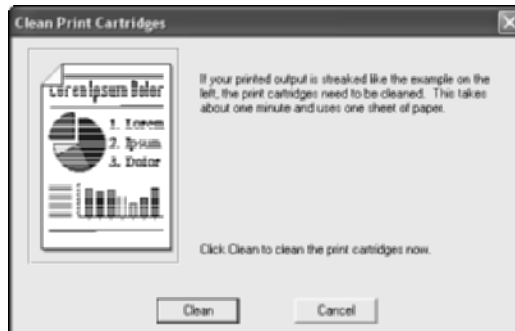 Clean Print Cartridges
Lorem Ipsum Dolor
1. Lorem
2. Ipsum
3. Dolor
If your printed output is streaked like the example on the
left, the print cartridges need to be cleaned. This takes
about one minute and uses one sheet of paper.
Click Clean to clean the print cartridges now.
Clean
Cancel